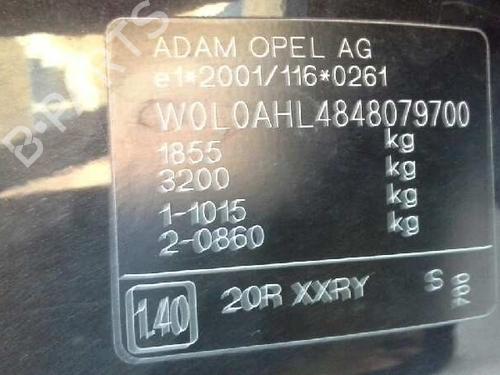 ADAM OPEL AG
e1*2001/116*0261
W0L0AHL4848079700
1855 kg
3200 kg
1-1015 kg
2-0860 kg
1.40 20R XXRY S
B-PARTS